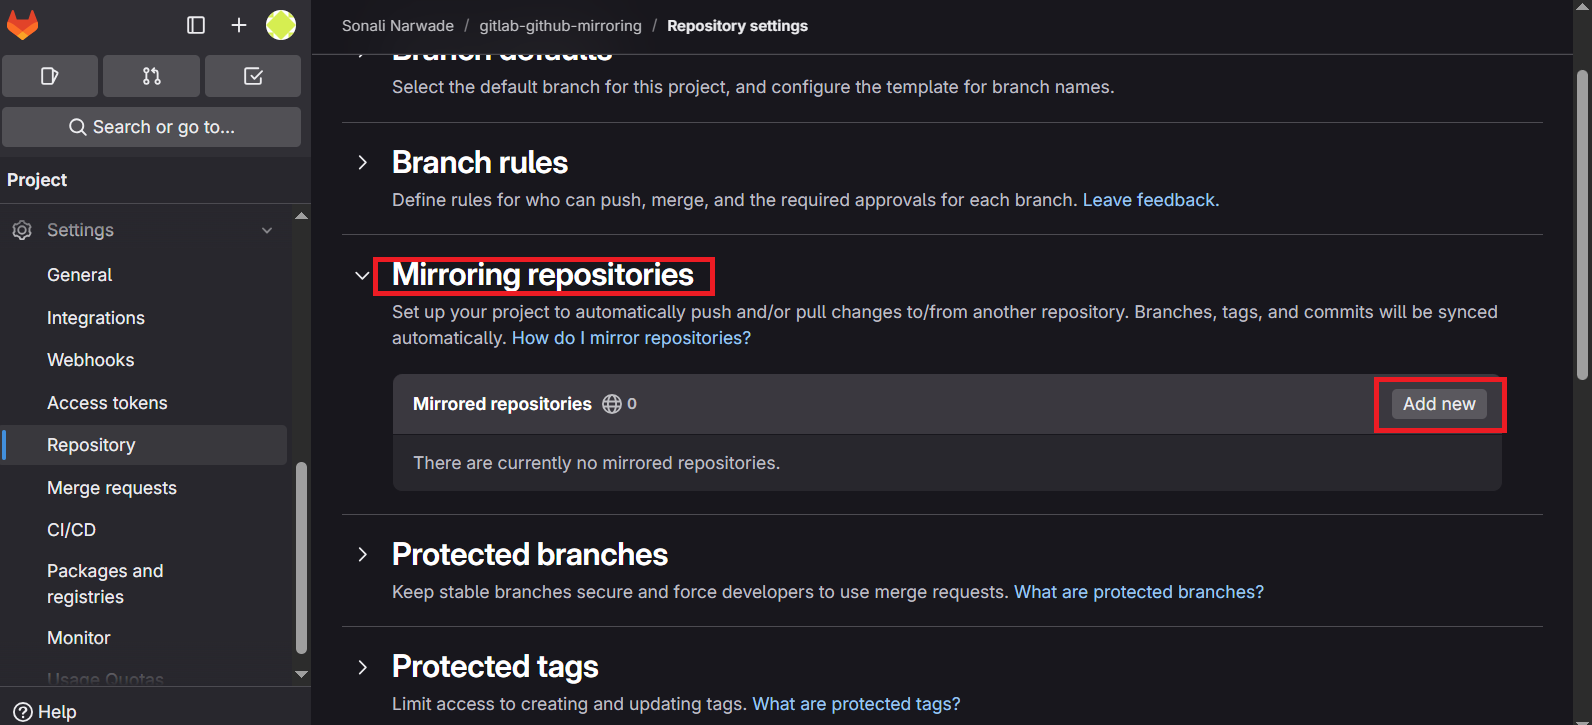 Sonali Narwade / gitlab-github-mirroring / Repository settings
Search or go to...
Project
Settings
General
Integrations
Webhooks
Access tokens
Repository
Merge requests
CI/CD
Packages and
registries
Monitor
Usage Quotas
Help
Branch defaults
Select the default branch for this project, and configure the template for branch names.
Branch rules
Define rules for who can push, merge, and the required approvals for each branch. Leave feedback.
Mirroring repositories
Set up your project to automatically push and/or pull changes to/from another repository. Branches, tags, and commits will be synced
automatically. How do I mirror repositories?
Mirrored repositories 0
Add new
There are currently no mirrored repositories.
Protected branches
Keep stable branches secure and force developers to use merge requests. What are protected branches?
Protected tags
Limit access to creating and updating tags. What are protected tags?